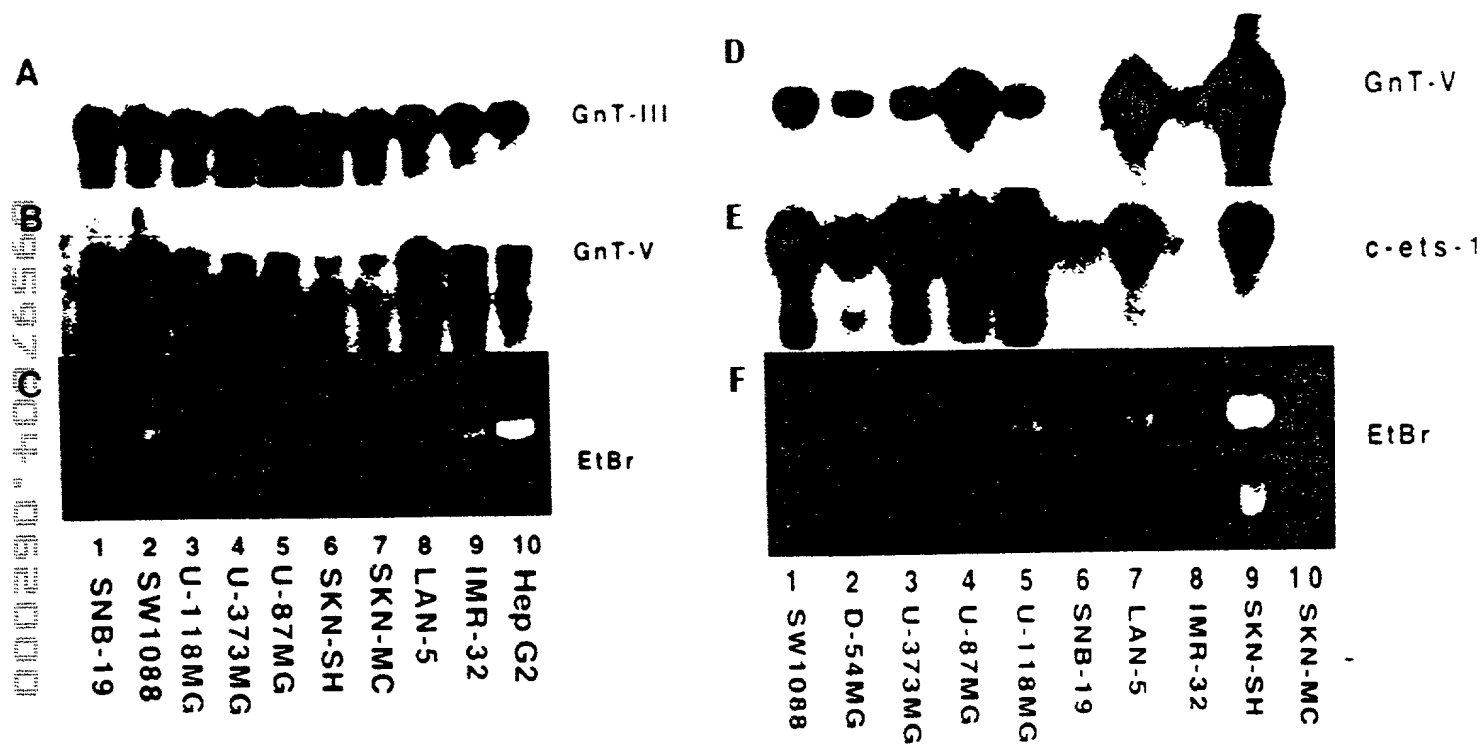 A
GnT-III
B
GnT-V
C
EtBr
1 2 3 4 5 6 7 8 9 10
SNB-19
SW1088
U-118MG
U-373MG
U-87MG
SKN-SH
SKN-MC
LAN-5
IMR-32
Hep G2
D
GnT-V
E
c-ets-1
F
EtBr
1 2 3 4 5 6 7 8 9 10
SW1088
D-54MG
U-373MG
U-87MG
U-118MG
SNB-19
LAN-5
IMR-32
SKN-SH
SKN-MC